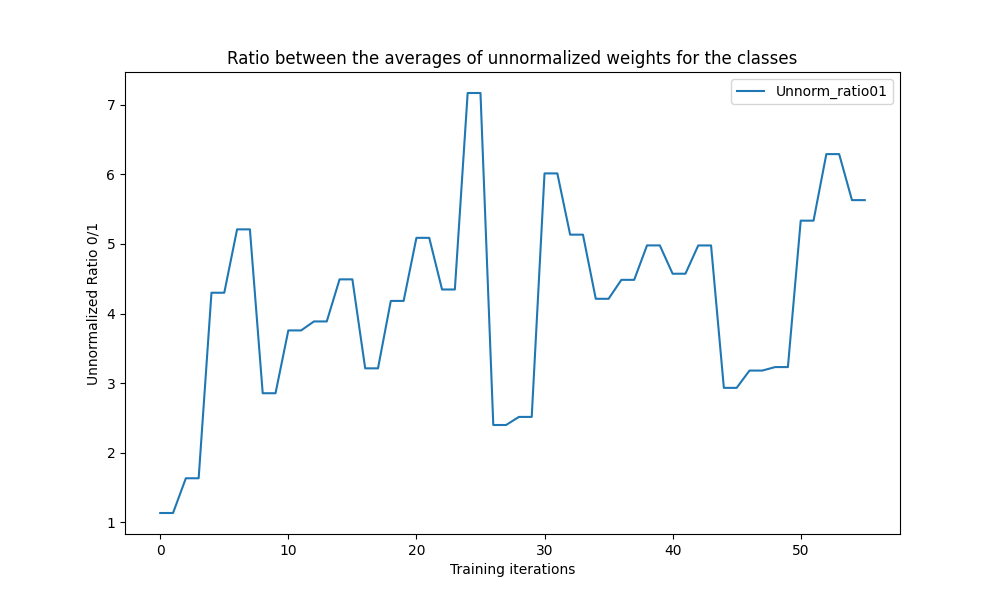 Ratio between the averages of unnormalized weights for the classes
Unnorm_ratio01
Unnormalized Ratio 0/1
7
6
5
4
3
2
1
0 10 20 30 40 50
Training iterations